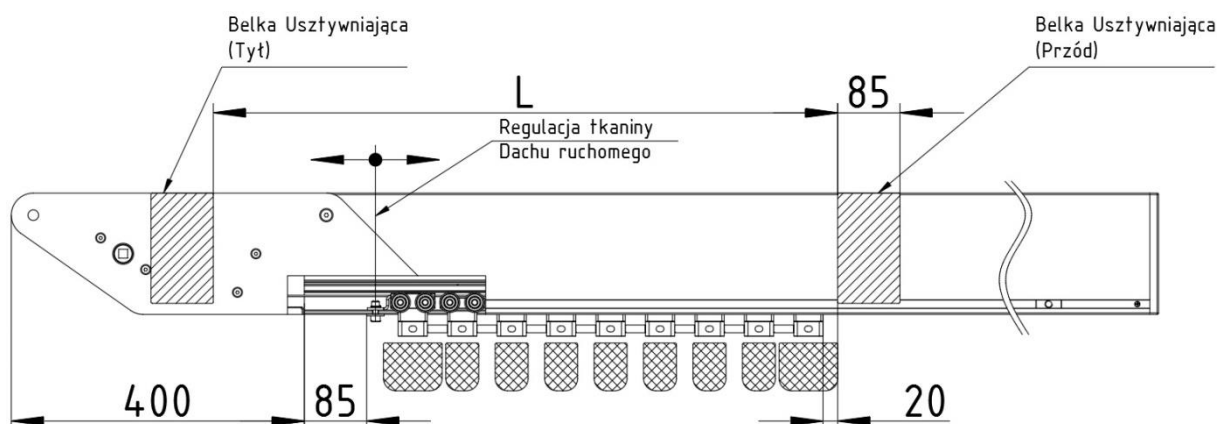 Belka Usztywniająca
(Tył)
Belka Usztywniająca
(Przód)
L
85
Regulacja tkaniny
Dachu ruchomego
400
85
20